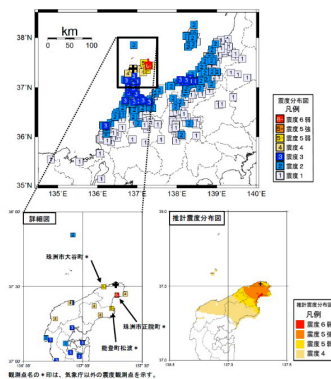 km
0 50 100
38˚N
37˚N
36˚N
35˚N
135˚E 136˚E 137˚E 138˚E 139˚E 140˚E
震度分布図
凡例
震度6弱
震度5強
震度5弱
震度4
震度3
震度2
震度1
詳細図
珠洲市大谷町*
珠洲市正院町*
能登町松波*
推計震度分布図
推計震度分布図
凡例
震度6弱
震度5強
震度5弱
震度4
観測点名の*印は、気象庁以外の震度観測点を示す。